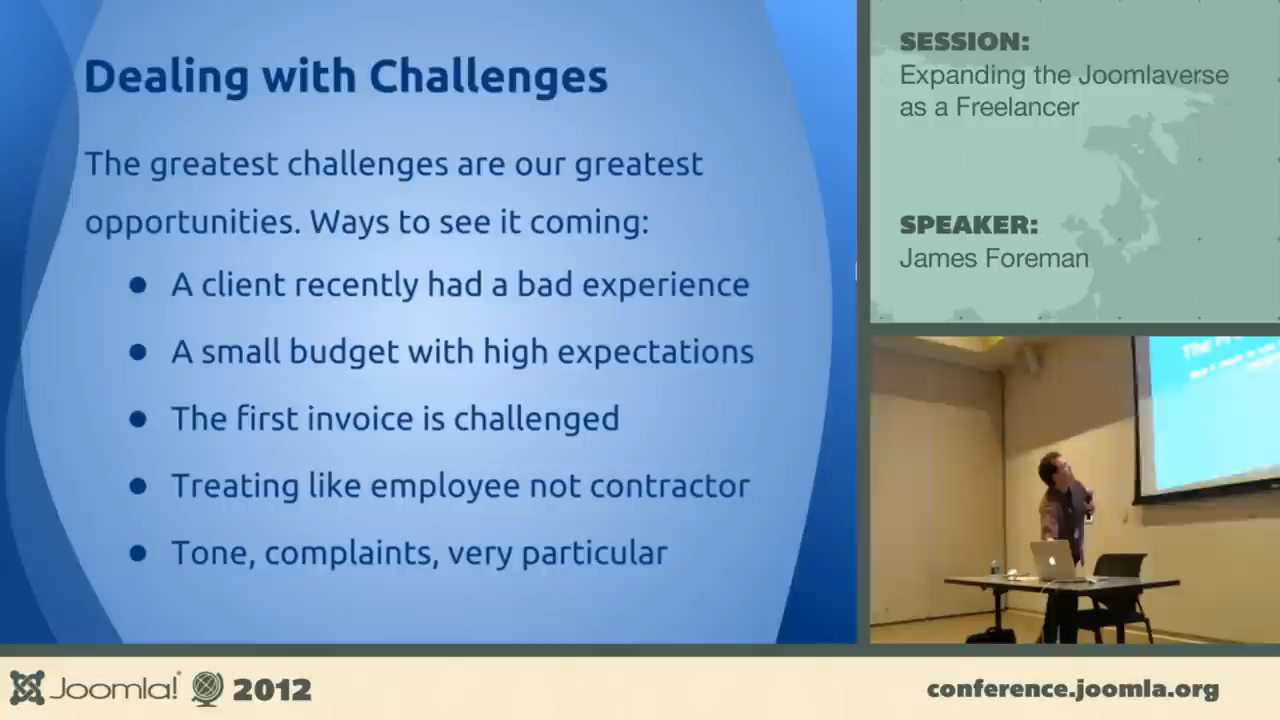 Dealing with Challenges
The greatest challenges are our greatest
opportunities. Ways to see it coming:
● A client recently had a bad experience
● A small budget with high expectations
● The first invoice is challenged
● Treating like employee not contractor
● Tone, complaints, very particular
SESSION:
Expanding the Joomlaverse
as a Freelancer
SPEAKER:
James Foreman
Joomla! 2012
conference.joomla.org